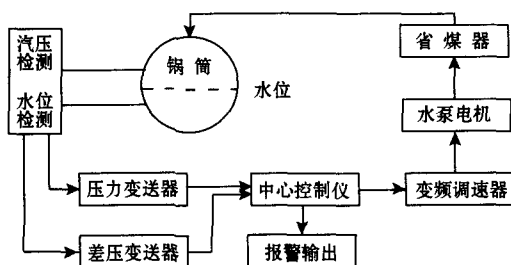 汽压
检测
水位
检测
锅 筒
水位
省 煤 器
水泵电机
压力变送器
中心控制仪
变频调速器
差压变送器
报警输出